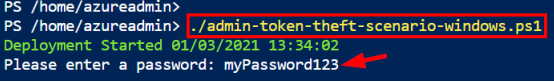 PS /home/azureadmin>
PS /home/azureadmin> ./admin-token-theft-scenario-windows.ps1
Deployment Started 01/03/2021 13:34:02
Please enter a password: myPassword123